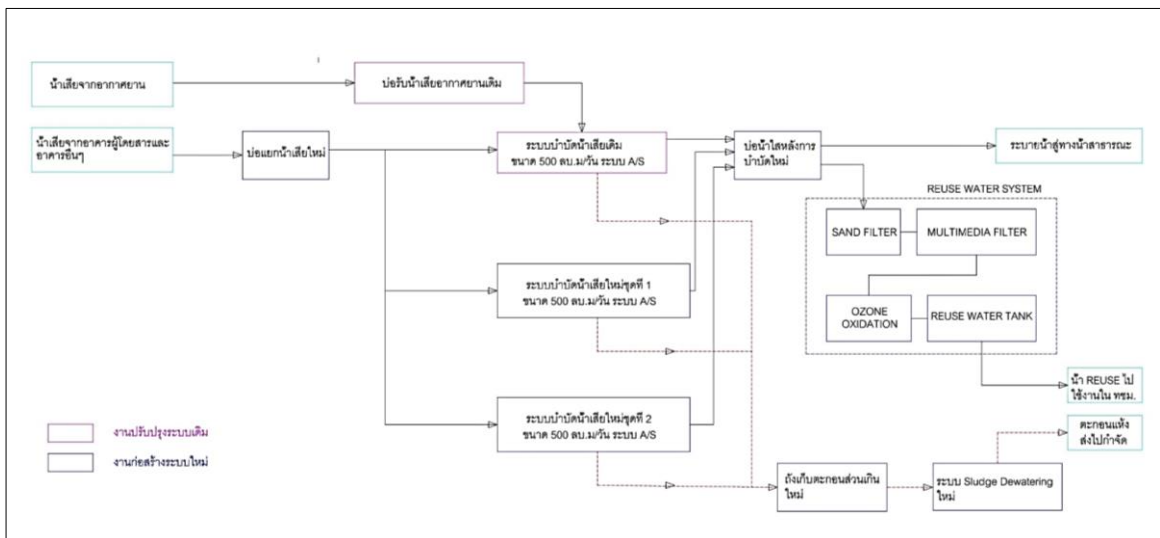 น้ำเสียจากอากาศยาน
บ่อรับน้ำเสียอากาศยานเดิม
น้ำเสียจากอาคารผู้โดยสารและ
อาคารอื่นๆ
บ่อแยกน้ำเสียใหม่
ระบบบำบัดน้ำเสียเดิม
ขนาด 500 ลบ.ม/วัน ระบบ A/S
บ่อน้ำใสหลังการ
บำบัดใหม่
ระบายน้ำสู่ทางน้ำสาธารณะ
REUSE WATER SYSTEM
SAND FILTER
MULTIMEDIA FILTER
ระบบบำบัดน้ำเสียใหม่ชุดที่ 1
ขนาด 500 ลบ.ม/วัน ระบบ A/S
OZONE
OXIDATION
REUSE WATER TANK
น้ำ REUSE ไป
ใช้งานใน ทชม.
ระบบบำบัดน้ำเสียใหม่ชุดที่ 2
ขนาด 500 ลบ.ม/วัน ระบบ A/S
ตะกอนแห้ง
ส่งไปกำจัด
งานปรับปรุงระบบเดิม
งานก่อสร้างระบบใหม่
ถังเก็บตะกอนส่วนเกิน
ใหม่
ระบบ Sludge Dewatering
ใหม่